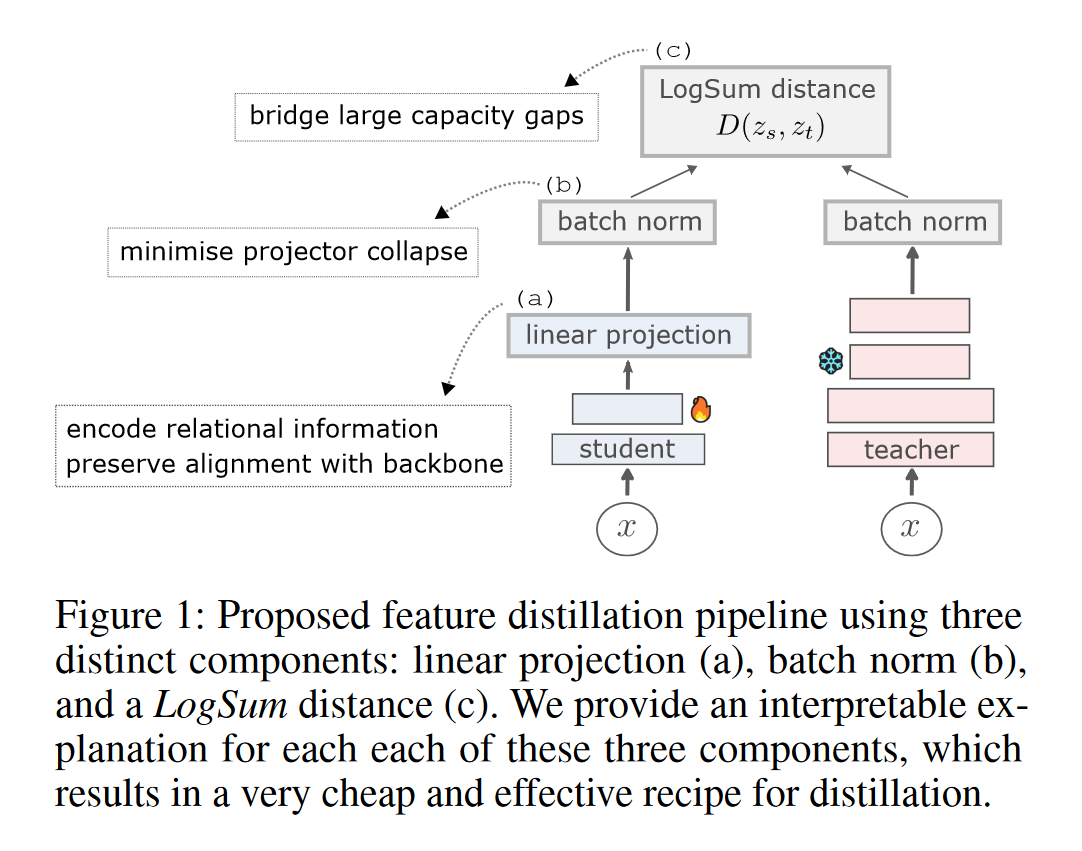 (c)
LogSum distance
D(z_s, z_t)
bridge large capacity gaps
(b)
batch norm
batch norm
minimise projector collapse
(a)
linear projection
encode relational information
preserve alignment with backbone
student
teacher
x
x
Figure 1: Proposed feature distillation pipeline using three
distinct components: linear projection (a), batch norm (b),
and a LogSum distance (c). We provide an interpretable ex-
planation for each each of these three components, which
results in a very cheap and effective recipe for distillation.